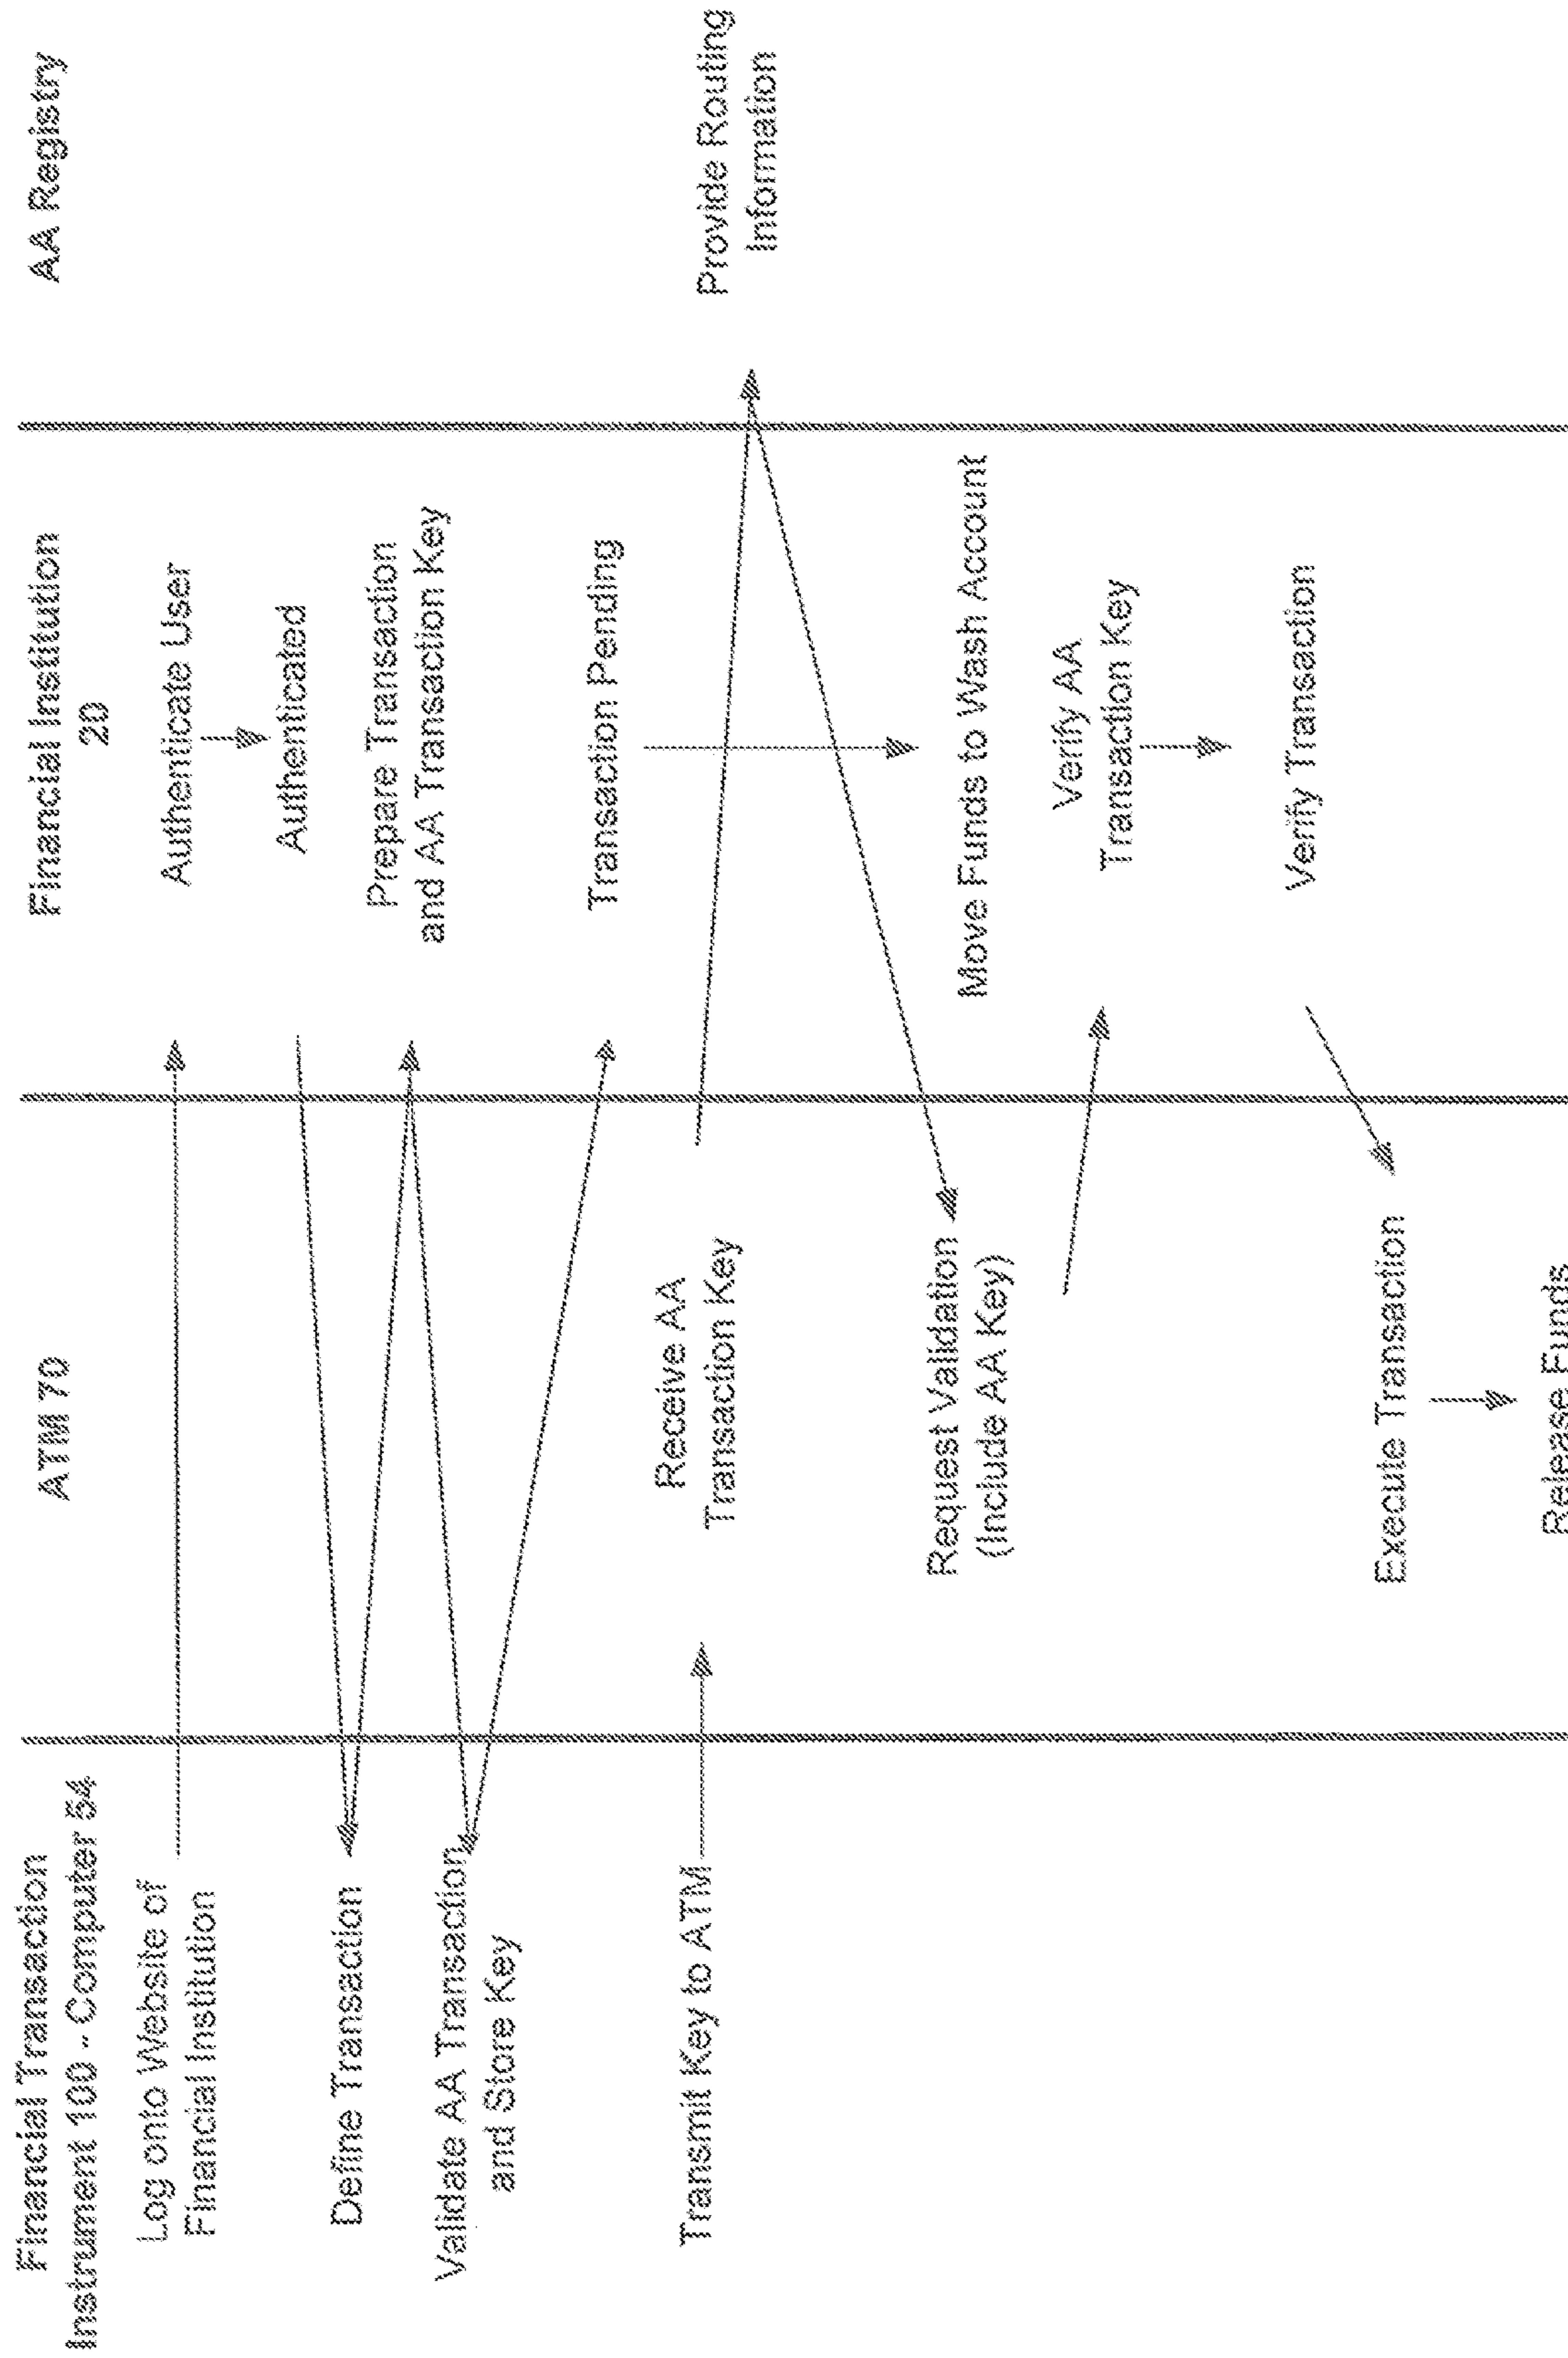 Financial Transaction
Instrument 100 - Computer 54
ATM 70
Financial Institution
20
AA Registry
Log onto Website of
Financial Institution
Authenticate User
Authenticated
Define Transaction
Prepare Transaction
and AA Transaction Key
Validate AA Transaction
and Store Key
Transaction Pending
Transmit Key to ATM
Receive AA
Transaction Key
Provide Routing
Information
Request Validation
(Include AA Key)
Move Funds to Wash Account
Verify AA
Transaction Key
Verify Transaction
Execute Transaction
Release Funds